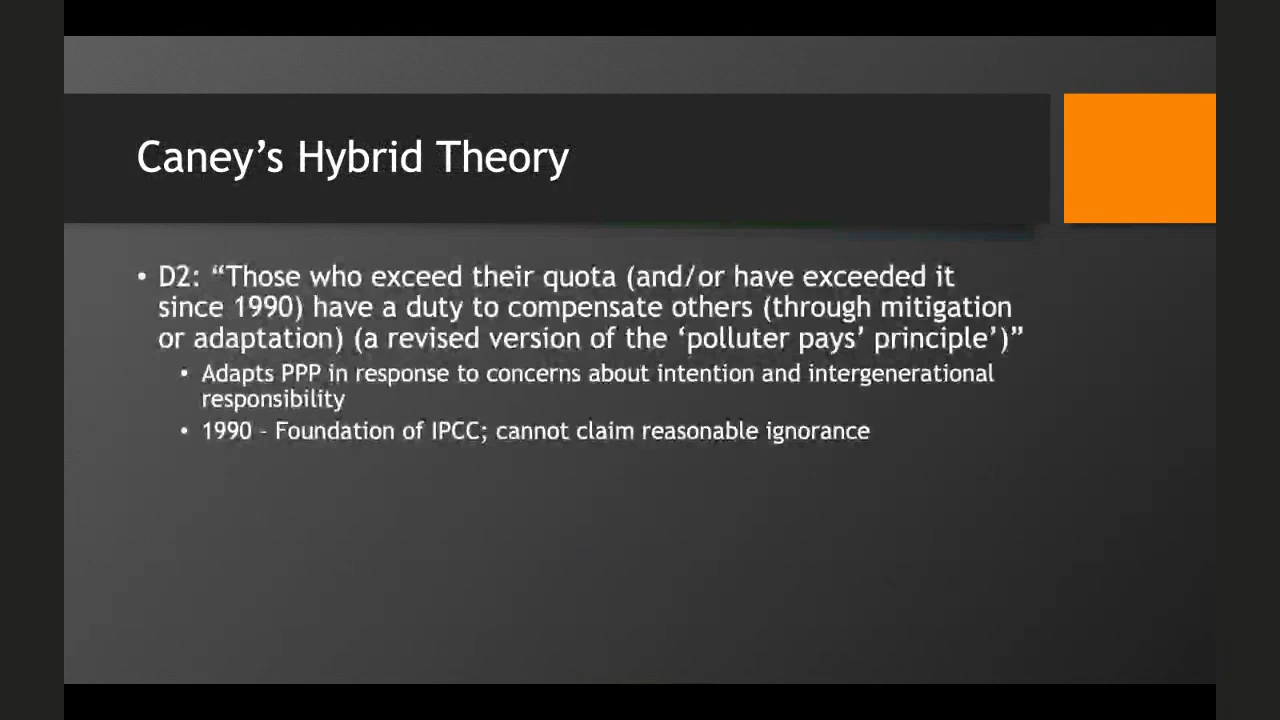 Caney’s Hybrid Theory
• D2: “Those who exceed their quota (and/or have exceeded it
since 1990) have a duty to compensate others (through mitigation
or adaptation) (a revised version of the ‘polluter pays’ principle’)”
• Adapts PPP in response to concerns about intention and intergenerational
responsibility
• 1990 – Foundation of IPCC; cannot claim reasonable ignorance